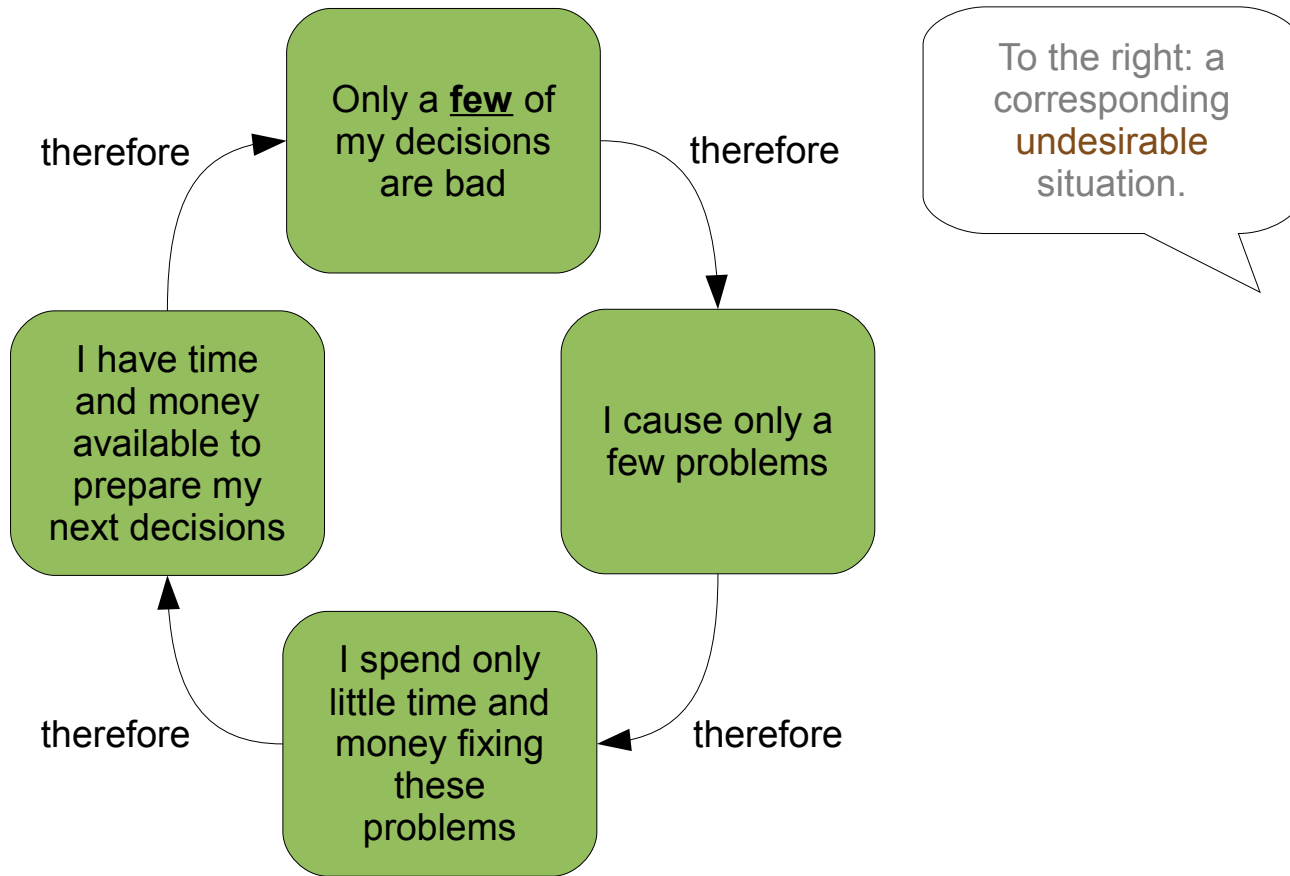 Only a few of
my decisions
are bad
therefore
therefore
To the right: a
corresponding
undesirable
situation.
I have time
and money
available to
prepare my
next decisions
I cause only a
few problems
I spend only
little time and
money fixing
these
problems
therefore
therefore